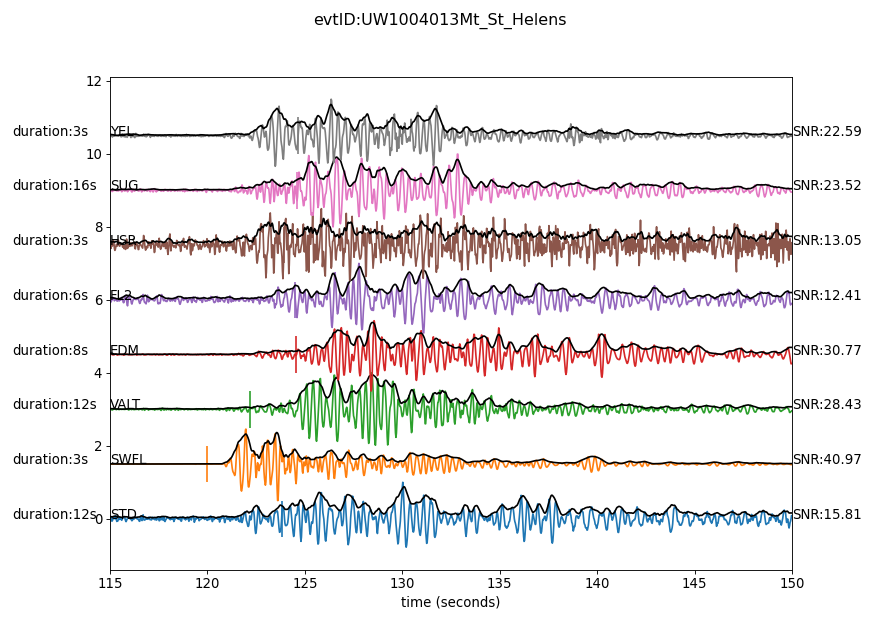 evtID:UW1004013Mt_St_Helens
12
duration:3s YEL SNR:22.59
10
duration:16s SUG SNR:23.52
8
duration:3s HSR SNR:13.05
duration:6s FL2 SNR:12.41
6
duration:8s EDM SNR:30.77
4
duration:12s VALT SNR:28.43
2
duration:3s SWFL SNR:40.97
duration:12s STD SNR:15.81
0
115 120 125 130 135 140 145 150
time (seconds)